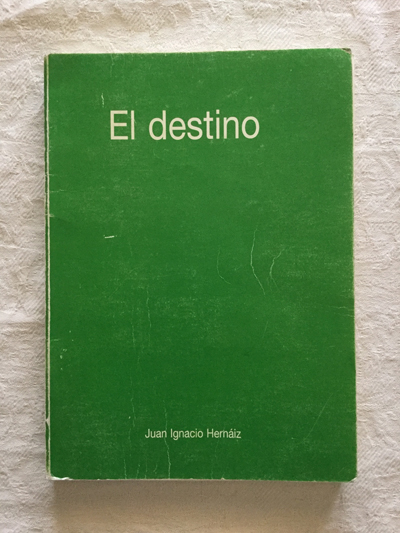 El destino
Juan Ignacio Hernáiz